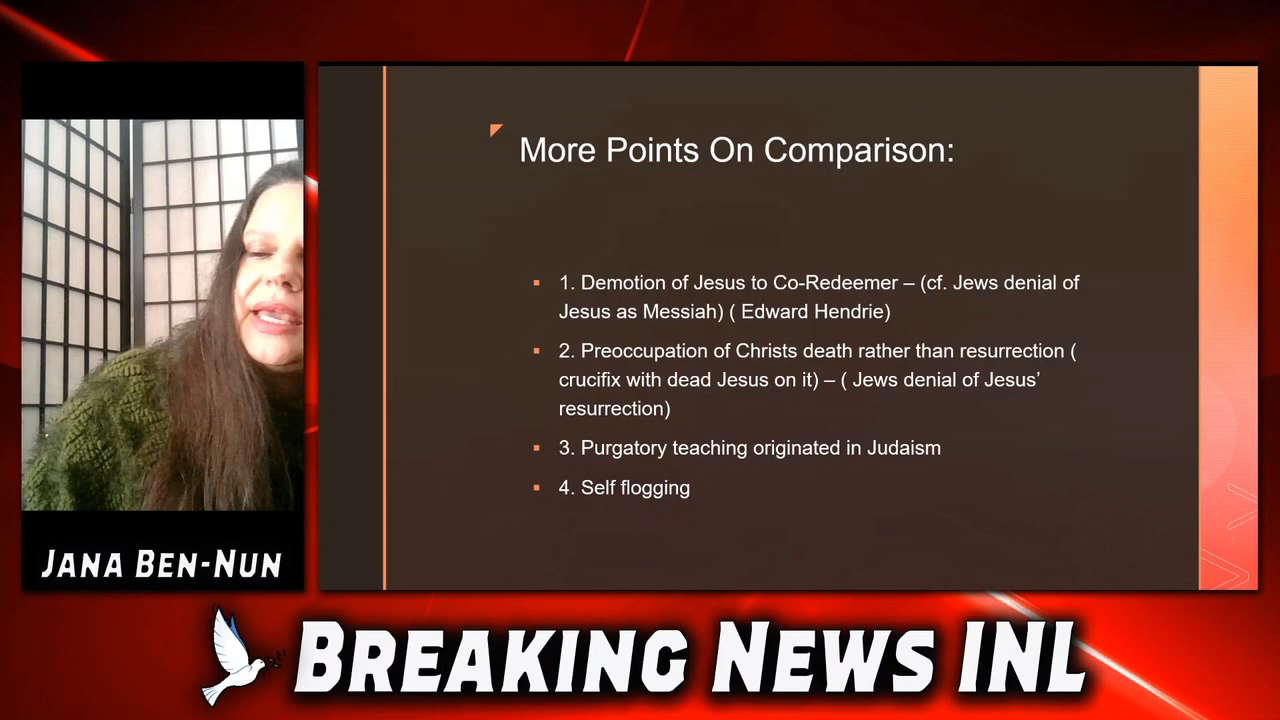 More Points On Comparison:
▪ 1. Demotion of Jesus to Co-Redeemer – (cf. Jews denial of
Jesus as Messiah) ( Edward Hendrie)
▪ 2. Preoccupation of Christs death rather than resurrection (
crucifix with dead Jesus on it) – ( Jews denial of Jesus’
resurrection)
▪ 3. Purgatory teaching originated in Judaism
▪ 4. Self flogging
JANA BEN-NUN
BREAKING NEWS INL